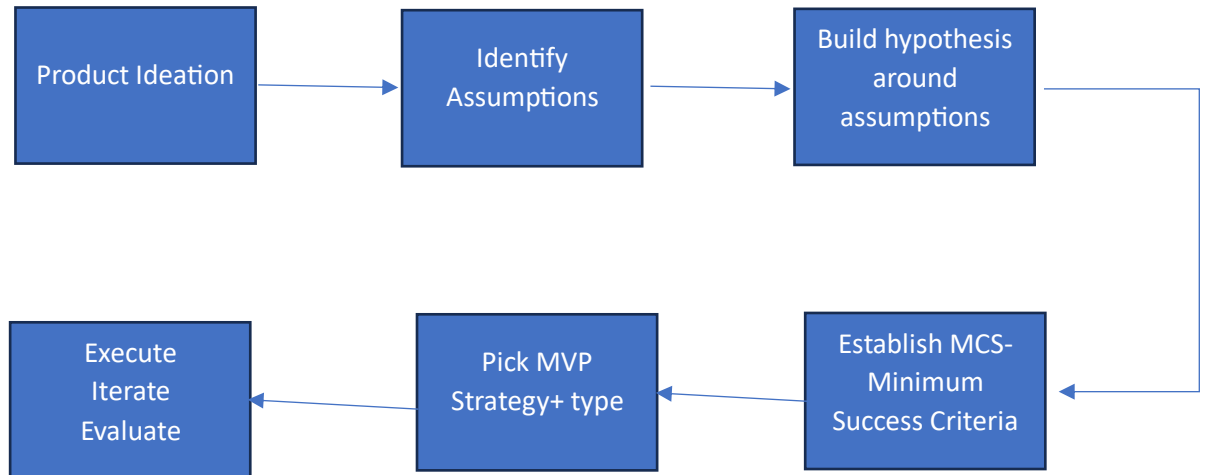 Product Ideation
Identify
Assumptions
Build hypothesis
around
assumptions
Establish MCS-
Minimum
Success Criteria
Pick MVP
Strategy+ type
Execute
Iterate
Evaluate